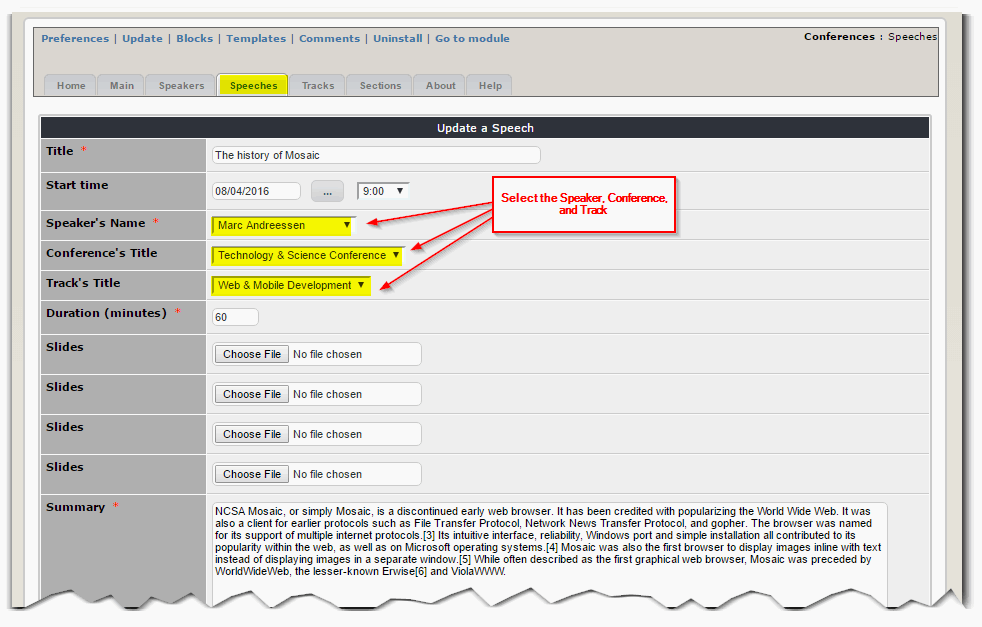 Preferences | Update | Blocks | Templates | Comments | Uninstall | Go to module
Conferences : Speeches
Home Main Speakers Speeches Tracks Sections About Help
Update a Speech
Title * The history of Mosaic
Start time 08/04/2016 ... 9:00
Select the Speaker, Conference,
and Track
Speaker's Name * Marc Andreessen
Conference's Title Technology & Science Conference
Track's Title Web & Mobile Development
Duration (minutes) * 60
Slides Choose File No file chosen
Slides Choose File No file chosen
Slides Choose File No file chosen
Slides Choose File No file chosen
Summary * NCSA Mosaic, or simply Mosaic, is a discontinued early web browser. It has been credited with popularizing the World Wide Web. It was
also a client for earlier protocols such as File Transfer Protocol, Network News Transfer Protocol, and gopher. The browser was named
for its support of multiple internet protocols.[3] Its intuitive interface, reliability, Windows port and simple installation all contributed to its
popularity within the web, as well as on Microsoft operating systems.[4] Mosaic was also the first browser to display images inline with text
instead of displaying images in a separate window.[5] While often described as the first graphical web browser, Mosaic was preceded by
WorldWideWeb, the lesser-known Erwise[6] and ViolaWWW.